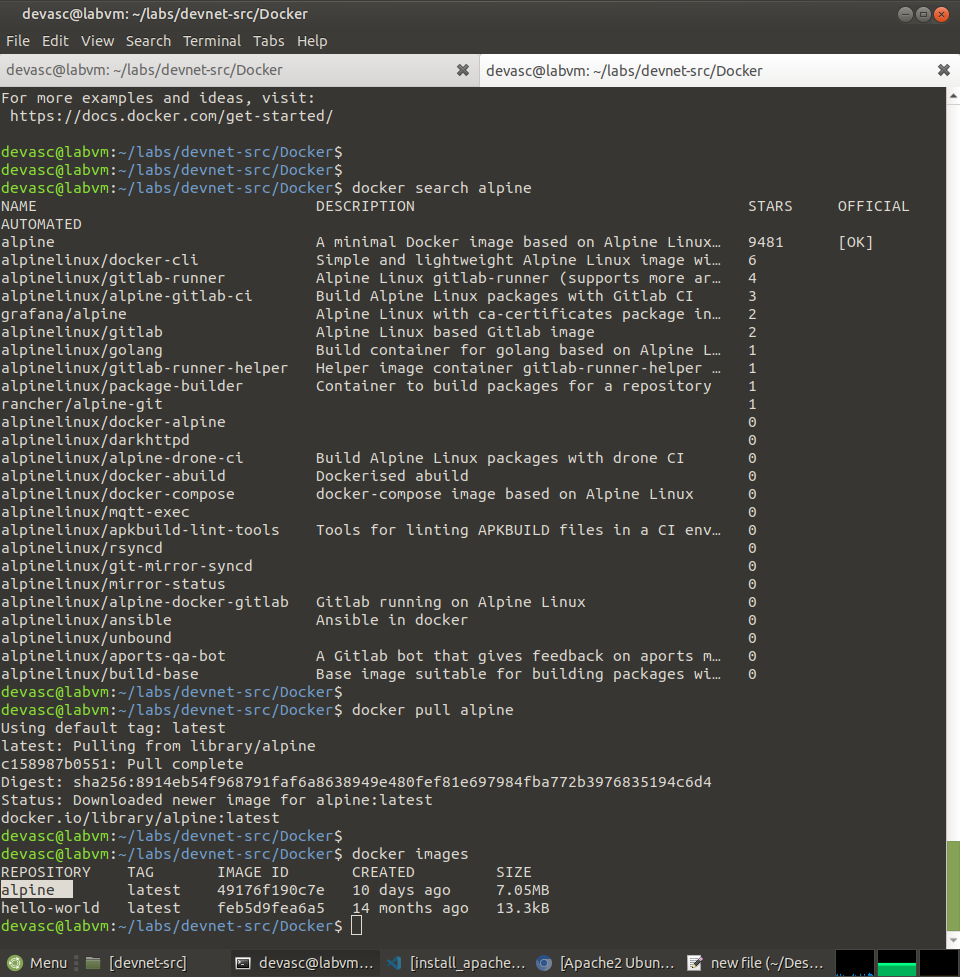 devasc@labvm: ~/labs/devnet-src/Docker
File Edit View Search Terminal Tabs Help
devasc@labvm: ~/labs/devnet-src/Docker devasc@labvm: ~/labs/devnet-src/Docker
For more examples and ideas, visit:
 https://docs.docker.com/get-started/
devasc@labvm:~/labs/devnet-src/Docker$
devasc@labvm:~/labs/devnet-src/Docker$
devasc@labvm:~/labs/devnet-src/Docker$ docker search alpine
NAME DESCRIPTION STARS OFFICIAL
AUTOMATED
alpine A minimal Docker image based on Alpine Linux… 9481 [OK]
alpinelinux/docker-cli Simple and lightweight Alpine Linux image wi… 6
alpinelinux/gitlab-runner Alpine Linux gitlab-runner (supports more ar… 4
alpinelinux/alpine-gitlab-ci Build Alpine Linux packages with Gitlab CI 3
grafana/alpine Alpine Linux with ca-certificates package in… 2
alpinelinux/gitlab Alpine Linux based Gitlab image 2
alpinelinux/golang Build container for golang based on Alpine L… 1
alpinelinux/gitlab-runner-helper Helper image container gitlab-runner-helper … 1
alpinelinux/package-builder Container to build packages for a repository 1
rancher/alpine-git 1
alpinelinux/docker-alpine 0
alpinelinux/darkhttpd 0
alpinelinux/alpine-drone-ci Build Alpine Linux packages with drone CI 0
alpinelinux/docker-abuild Dockerised abuild 0
alpinelinux/docker-compose docker-compose image based on Alpine Linux 0
alpinelinux/mqtt-exec 0
alpinelinux/apkbuild-lint-tools Tools for linting APKBUILD files in a CI env… 0
alpinelinux/rsyncd 0
alpinelinux/git-mirror-syncd 0
alpinelinux/mirror-status 0
alpinelinux/alpine-docker-gitlab Gitlab running on Alpine Linux 0
alpinelinux/ansible Ansible in docker 0
alpinelinux/unbound 0
alpinelinux/aports-qa-bot A Gitlab bot that gives feedback on aports m… 0
alpinelinux/build-base Base image suitable for building packages wi… 0
devasc@labvm:~/labs/devnet-src/Docker$
devasc@labvm:~/labs/devnet-src/Docker$ docker pull alpine
Using default tag: latest
latest: Pulling from library/alpine
c158987b0551: Pull complete
Digest: sha256:8914eb54f968791faf6a8638949e480fef81e697984fba772b3976835194c6d4
Status: Downloaded newer image for alpine:latest
docker.io/library/alpine:latest
devasc@labvm:~/labs/devnet-src/Docker$
devasc@labvm:~/labs/devnet-src/Docker$ docker images
REPOSITORY TAG IMAGE ID CREATED SIZE
alpine latest 49176f190c7e 10 days ago 7.05MB
hello-world latest feb5d9fea6a5 14 months ago 13.3kB
devasc@labvm:~/labs/devnet-src/Docker$
Menu [devnet-src] devasc@labvm… [install_apache… [Apache2 Ubun… new file (~/Des…